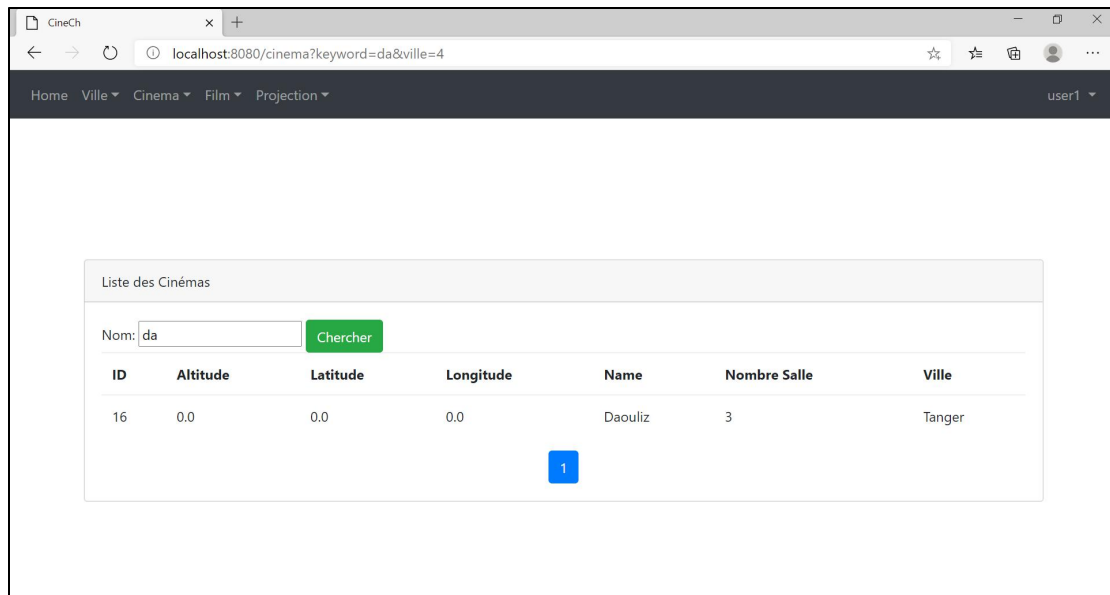 CineCh
localhost:8080/cinema?keyword=da&ville=4
Home Ville Cinema Film Projection user1
Liste des Cinémas
Nom: da Chercher
ID Altitude Latitude Longitude Name Nombre Salle Ville
16 0.0 0.0 0.0 Daouliz 3 Tanger
1